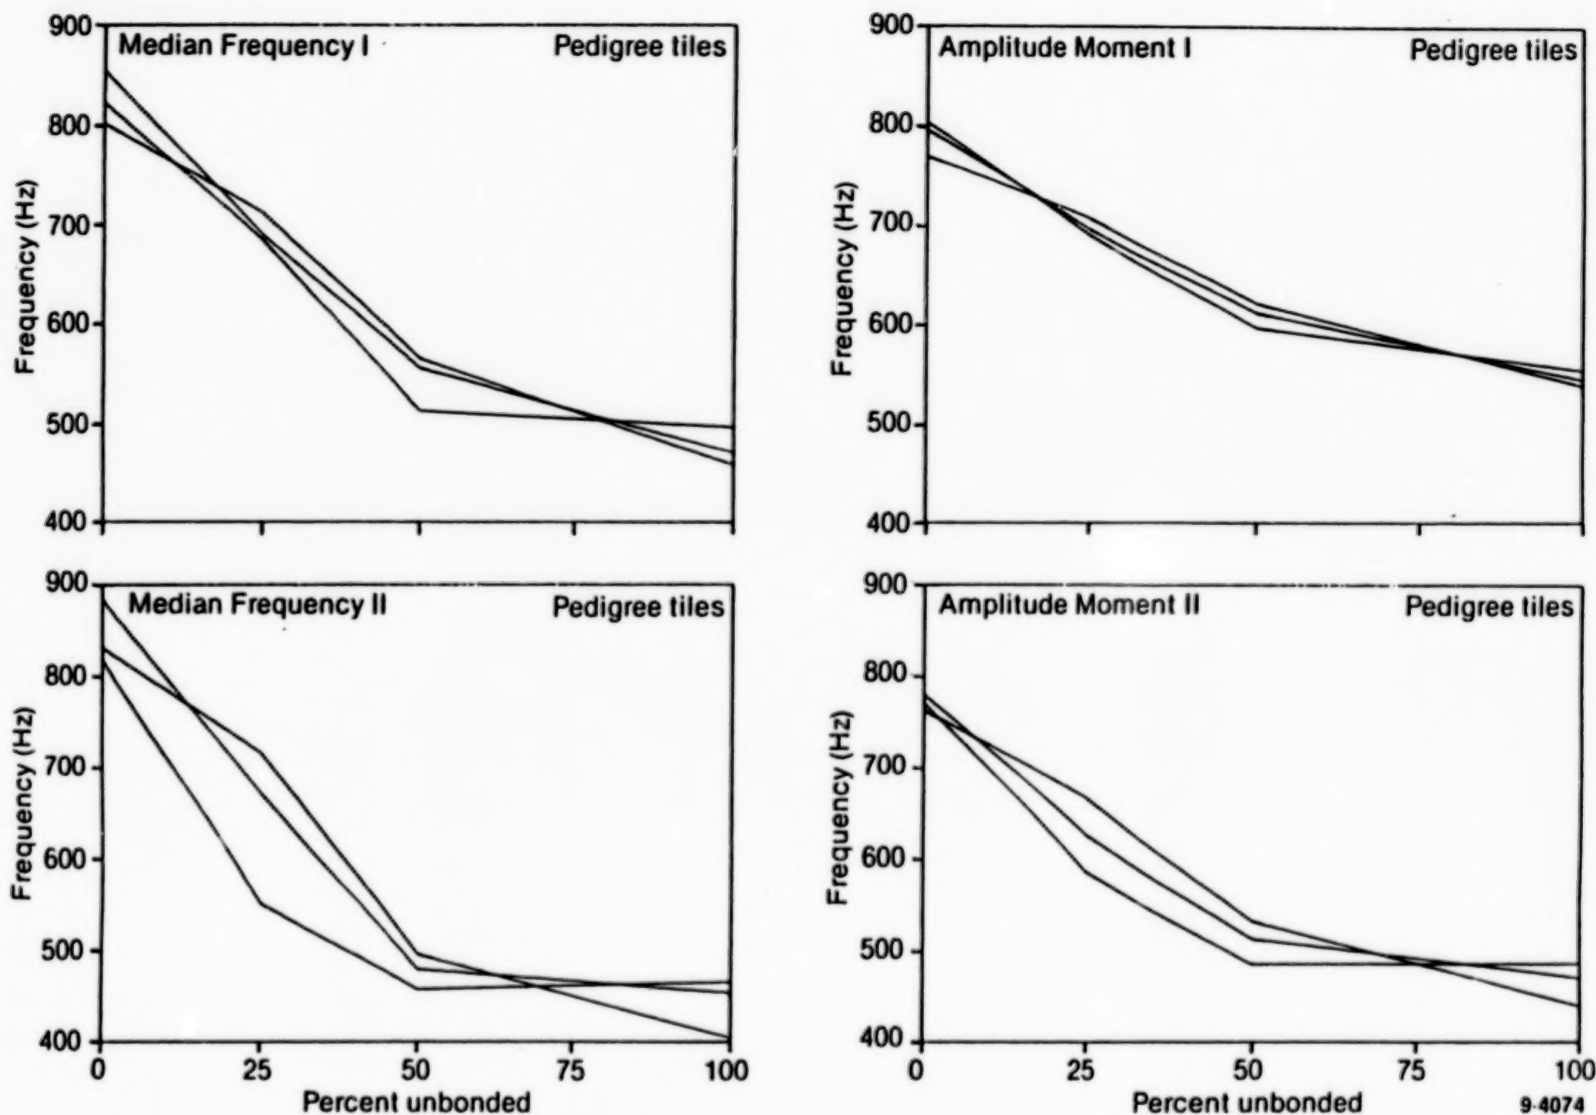 Median Frequency I Pedigree tiles
900
800
700
600
500
400
Frequency (Hz)
Amplitude Moment I Pedigree tiles
900
800
700
600
500
400
Frequency (Hz)
Median Frequency II Pedigree tiles
900
800
700
600
500
400
Frequency (Hz)
0 25 50 75 100
Percent unbonded
Amplitude Moment II Pedigree tiles
900
800
700
600
500
400
Frequency (Hz)
0 25 50 75 100
Percent unbonded
9-4074